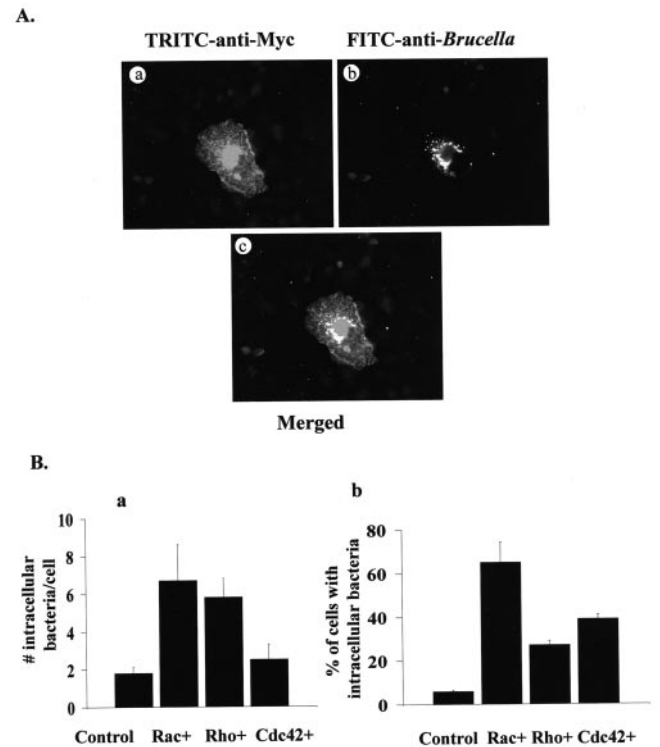 A.
TRITC-anti-Myc FITC-anti-Brucella
a b
c
Merged
B.
a
# intracellular
bacteria/cell
10
8
6
4
2
0
Control Rac+ Rho+ Cdc42+
b
% of cells with
intracellular bacteria
80
60
40
20
0
Control Rac+ Rho+ Cdc42+